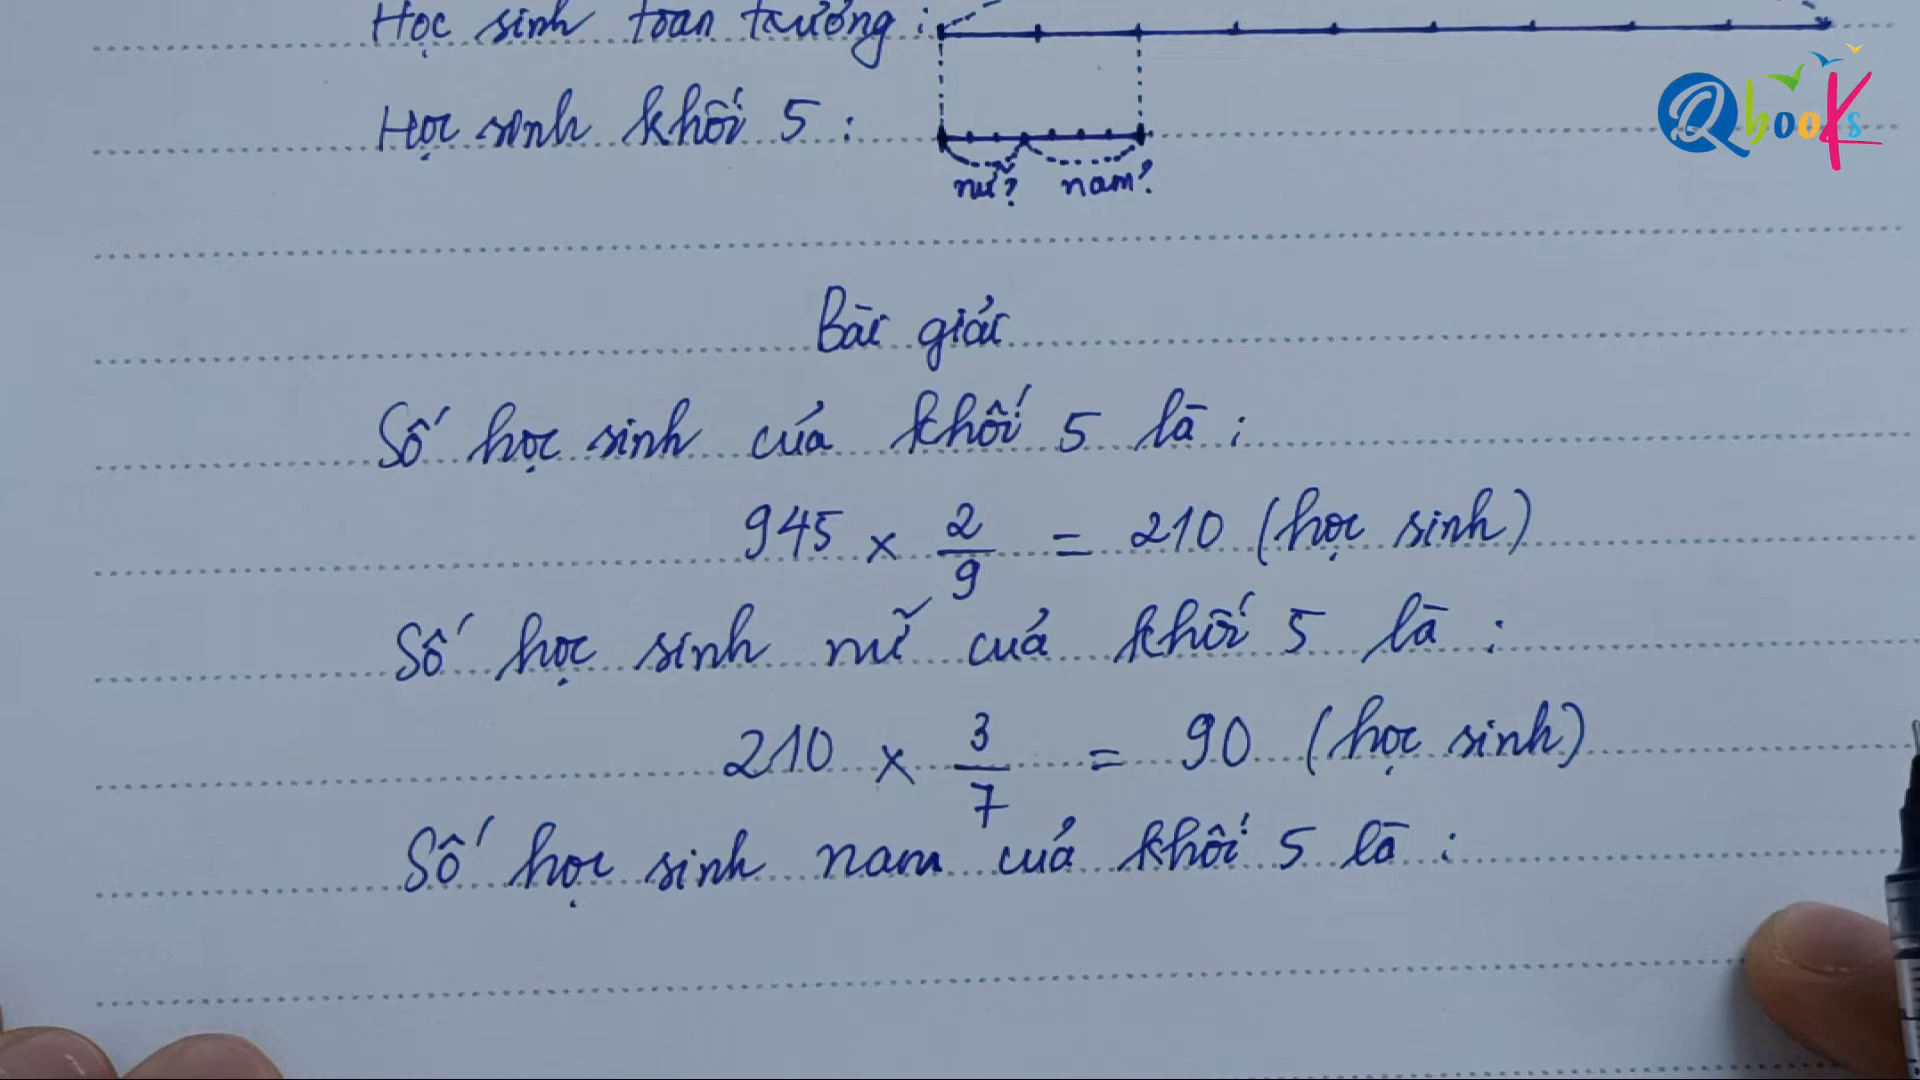 Học sinh toàn trường :
Học sinh khối 5 :
nữ? nam?
Bài giải
Số học sinh của khối 5 là :
945 × 2/9 = 210 (học sinh)
Số học sinh nữ của khối 5 là :
210 × 3/7 = 90 (học sinh)
Số học sinh nam của khối 5 là :
Qbooks